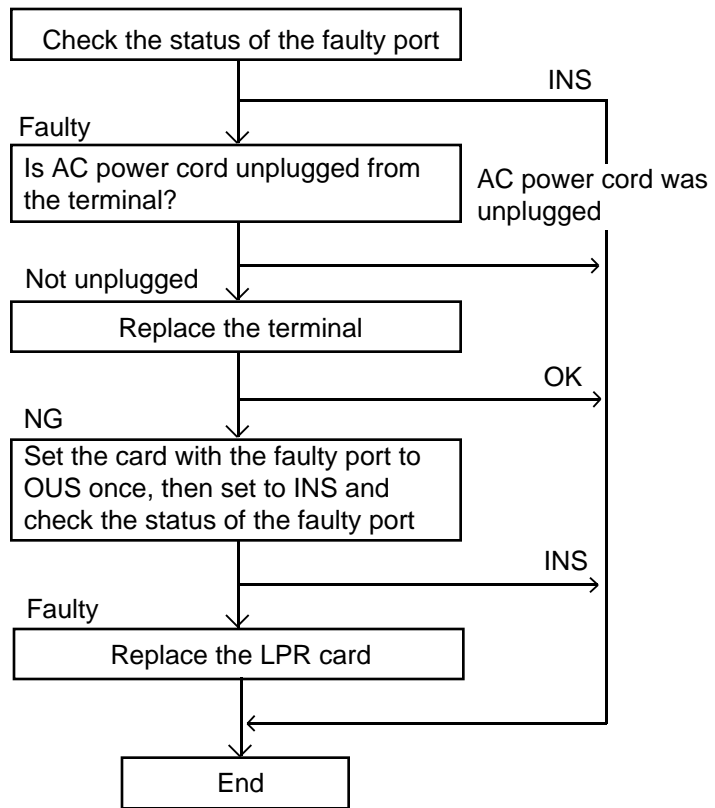 Check the status of the faulty port
INS
Faulty
Is AC power cord unplugged from
the terminal?
AC power cord was
unplugged
Not unplugged
Replace the terminal
OK
NG
Set the card with the faulty port to
OUS once, then set to INS and
check the status of the faulty port
INS
Faulty
Replace the LPR card
End